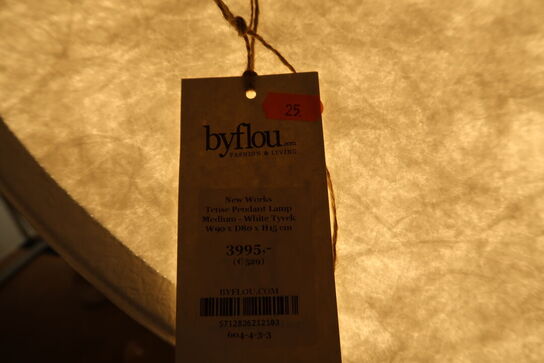 25
byflou.com
FASHION & LIVING
New Works
Tense Pendant Lamp
Medium - White Tyvek
W90 x D80 x H15 cm
3995,-
(€529)
BYFLOU.COM
5712826212103
604-4-3-3